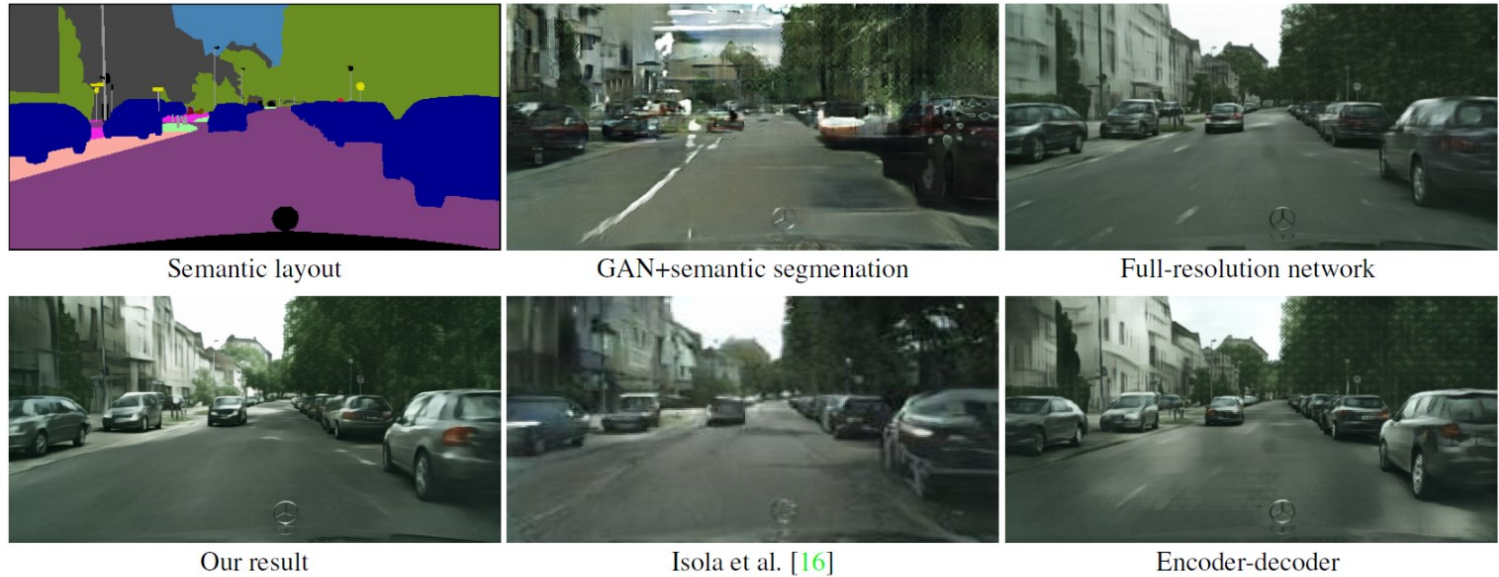 Semantic layout
GAN+semantic segmenation
Full-resolution network
Our result
Isola et al. [16]
Encoder-decoder